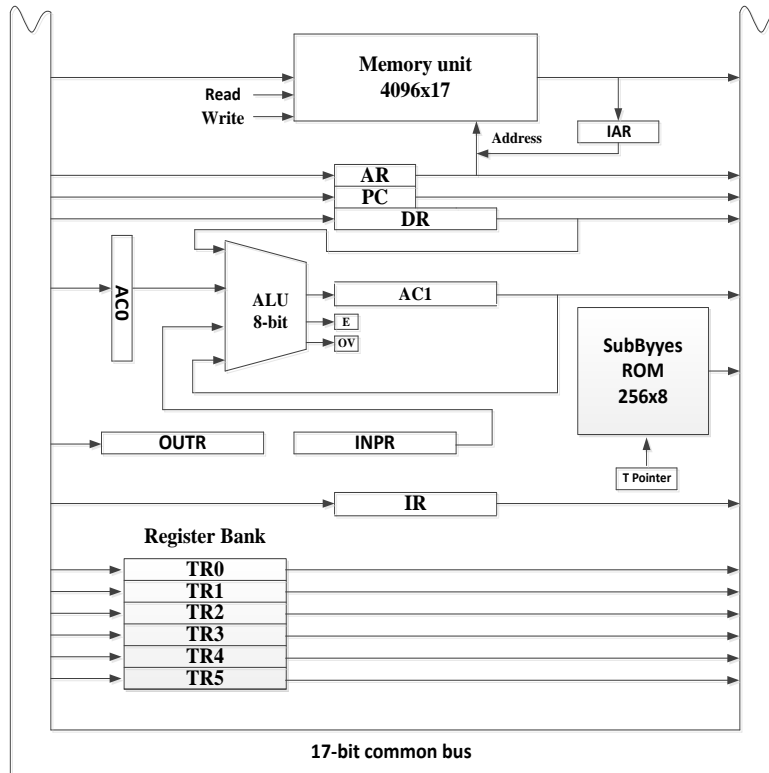 Memory unit
4096x17
Read
Write
Address
IAR
AR
PC
DR
AC0
ALU
8-bit
AC1
E
OV
SubByyes
ROM
256x8
OUTR
INPR
T Pointer
IR
Register Bank
TR0
TR1
TR2
TR3
TR4
TR5
17-bit common bus